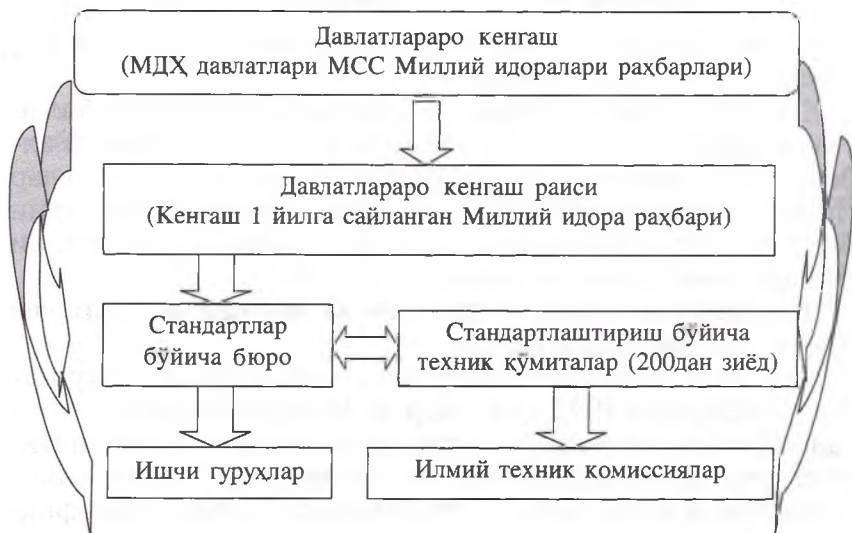 Давлатлараро кенгаш
(МДҲ давлатлари МСС Миллий идоралари раҳбарлари)
Давлатлараро кенгаш раиси
(Кенгаш 1 йилга сайланган Миллий идора раҳбари)
Стандартлар
бўйича бюро
Стандартлаштириш бўйича
техник қўмиталар (200дан зиёд)
Ишчи гуруҳлар
Илмий техник комиссиялар